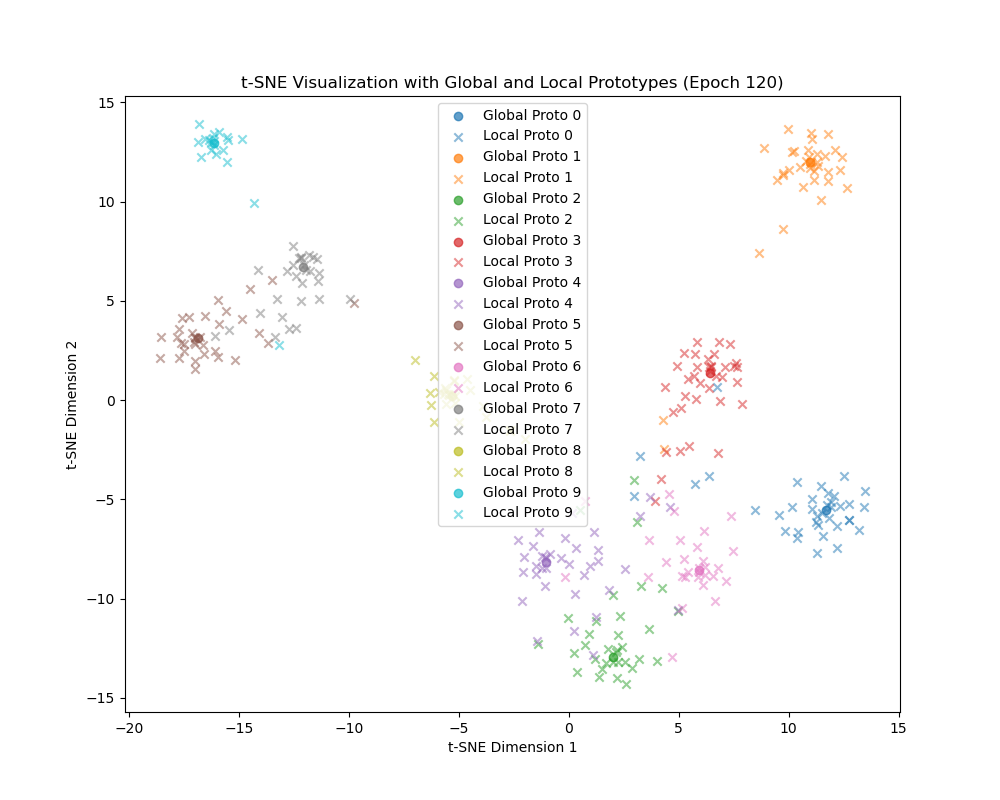 t-SNE Visualization with Global and Local Prototypes (Epoch 120)
15
10
5
0
−5
−10
−15
t-SNE Dimension 2
Global Proto 0
Local Proto 0
Global Proto 1
Local Proto 1
Global Proto 2
Local Proto 2
Global Proto 3
Local Proto 3
Global Proto 4
Local Proto 4
Global Proto 5
Local Proto 5
Global Proto 6
Local Proto 6
Global Proto 7
Local Proto 7
Global Proto 8
Local Proto 8
Global Proto 9
Local Proto 9
−20 −15 −10 −5 0 5 10 15
t-SNE Dimension 1